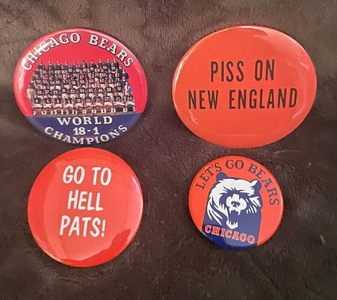 CHICAGO BEARS
WORLD
18-1
CHAMPIONS
PISS ON
NEW ENGLAND
GO TO
HELL
PATS!
LET'S GO BEARS
CHICAGO